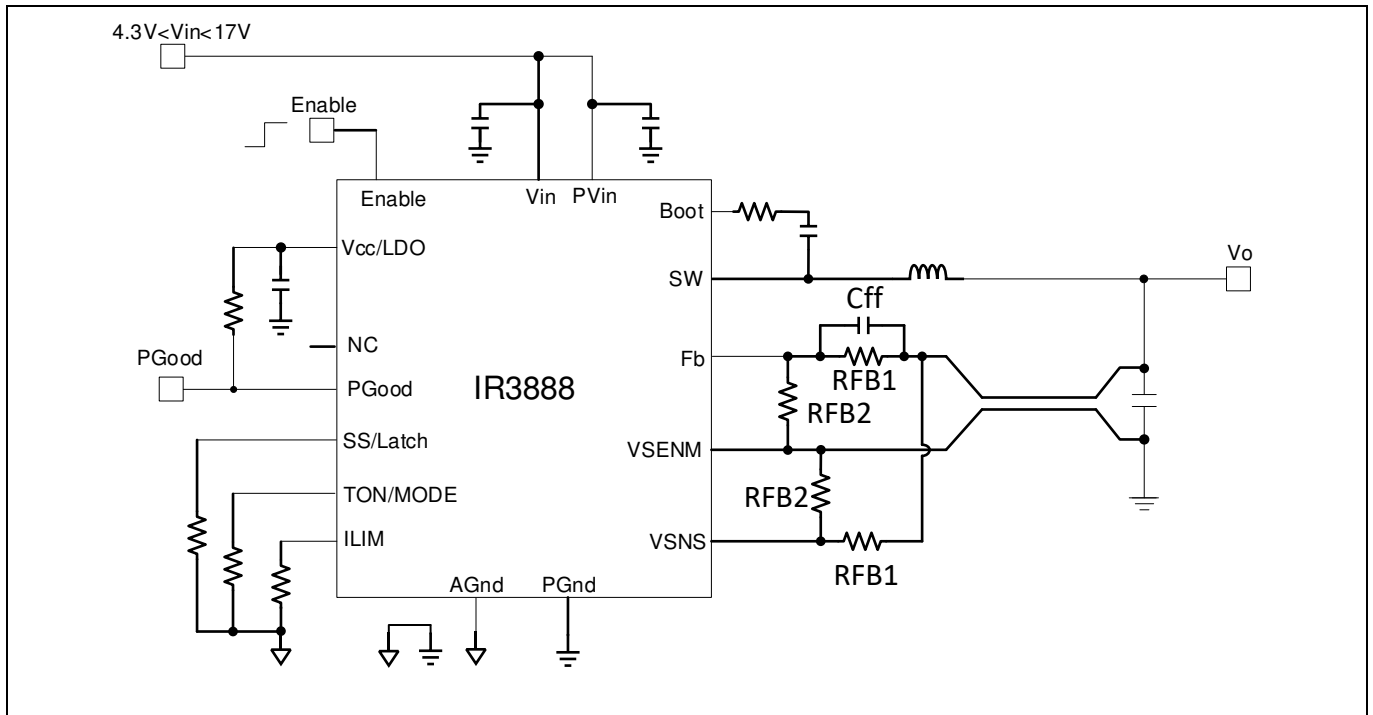 4.3V<Vin<17V
Enable
Enable
Vin
PVin
Boot
Vcc/LDO
SW
Vo
Cff
NC
Fb
RFB1
PGood
PGood
IR3888
RFB2
SS/Latch
VSENM
TON/MODE
RFB2
ILIM
VSNS
RFB1
AGnd
PGnd